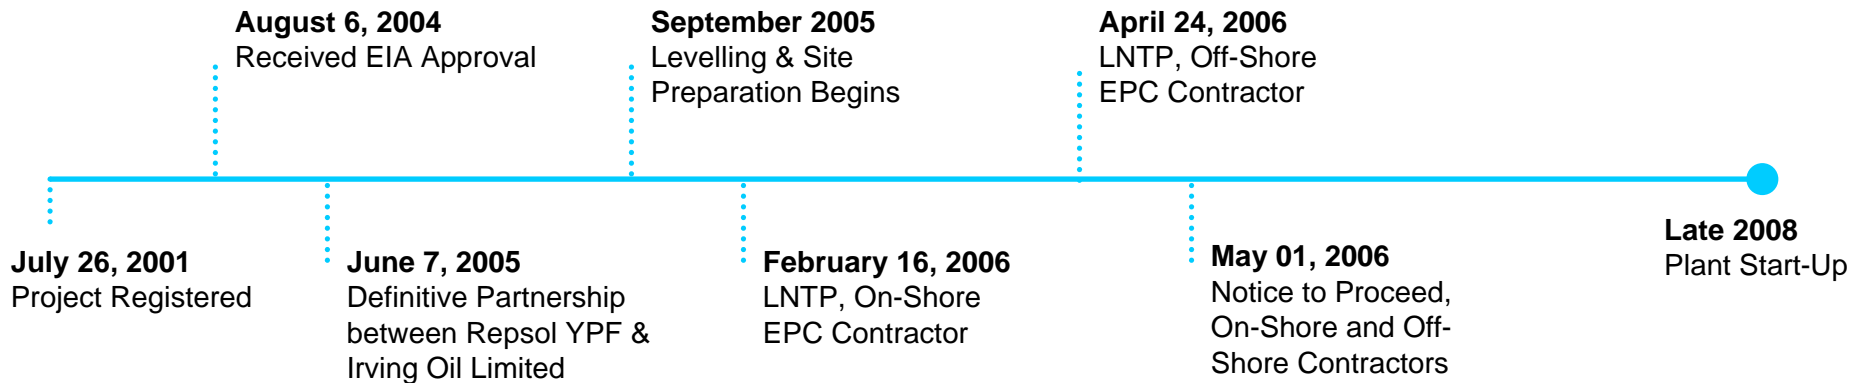 August 6, 2004
Received EIA Approval
September 2005
Levelling & Site
Preparation Begins
April 24, 2006
LNTP, Off-Shore
EPC Contractor
July 26, 2001
Project Registered
June 7, 2005
Definitive Partnership
between Repsol YPF &
Irving Oil Limited
February 16, 2006
LNTP, On-Shore
EPC Contractor
May 01, 2006
Notice to Proceed,
On-Shore and Off-
Shore Contractors
Late 2008
Plant Start-Up